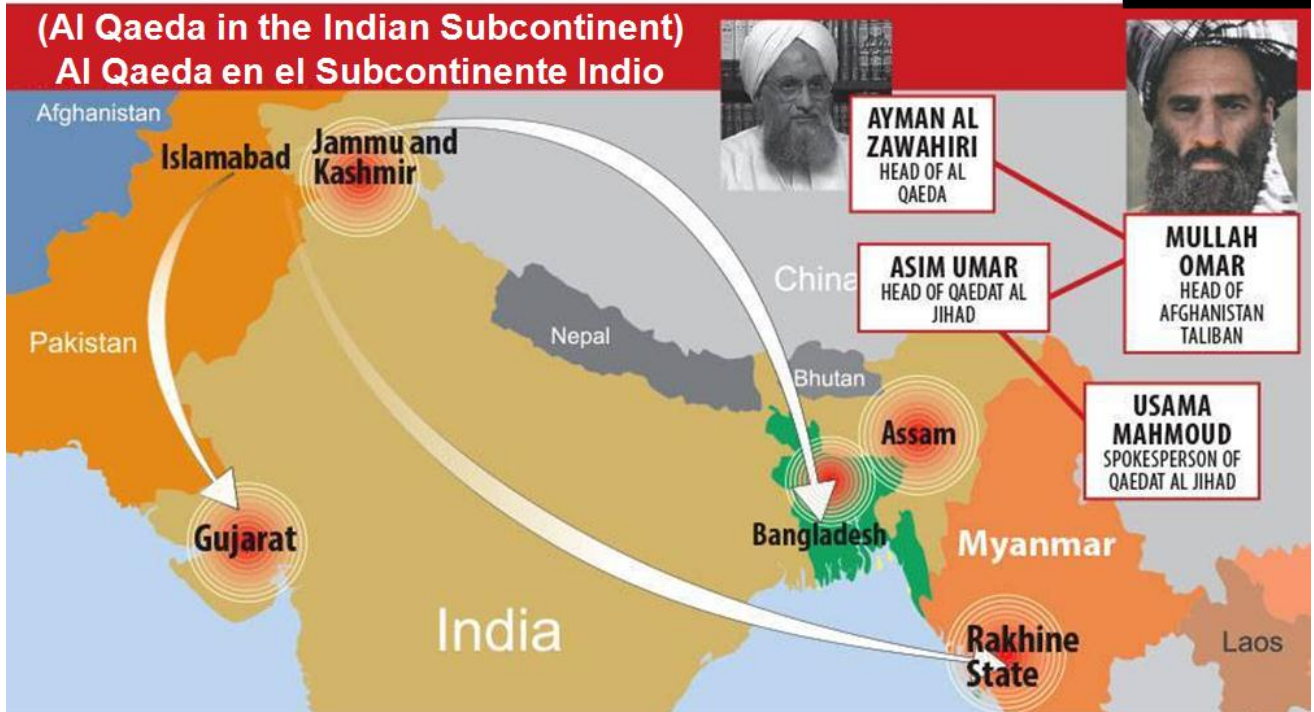 (Al Qaeda in the Indian Subcontinent)
Al Qaeda en el Subcontinente Indio
Afghanistan
Islamabad
Jammu and
Kashmir
AYMAN AL
ZAWAHIRI
HEAD OF AL
QAEDA
MULLAH
OMAR
HEAD OF
AFGHANISTAN
TALIBAN
ASIM UMAR
HEAD OF QAEDAT AL
JIHAD
China
Pakistan
Nepal
Bhutan
USAMA
MAHMOUD
SPOKESPERSON OF
QAEDAT AL JIHAD
Assam
Gujarat
Bangladesh
Myanmar
India
Rakhine
State
Laos